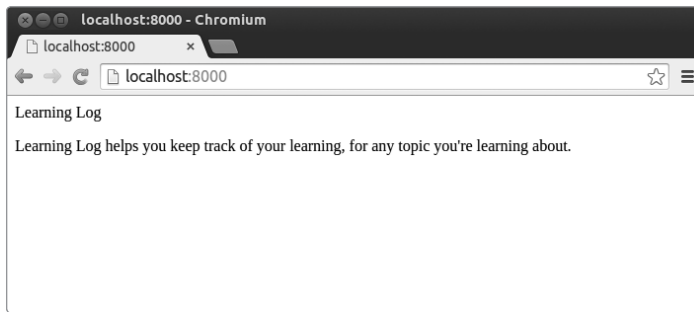 localhost:8000 - Chromium
localhost:8000
localhost:8000
Learning Log
Learning Log helps you keep track of your learning, for any topic you're learning about.